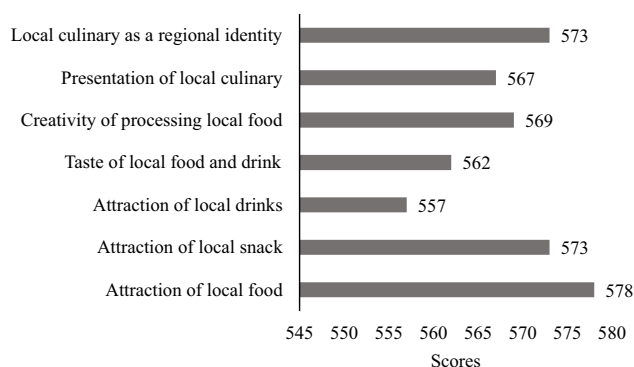 Local culinary as a regional identity 573
Presentation of local culinary 567
Creativity of processing local food 569
Taste of local food and drink 562
Attraction of local drinks 557
Attraction of local snack 573
Attraction of local food 578
545 550 555 560 565 570 575 580
Scores